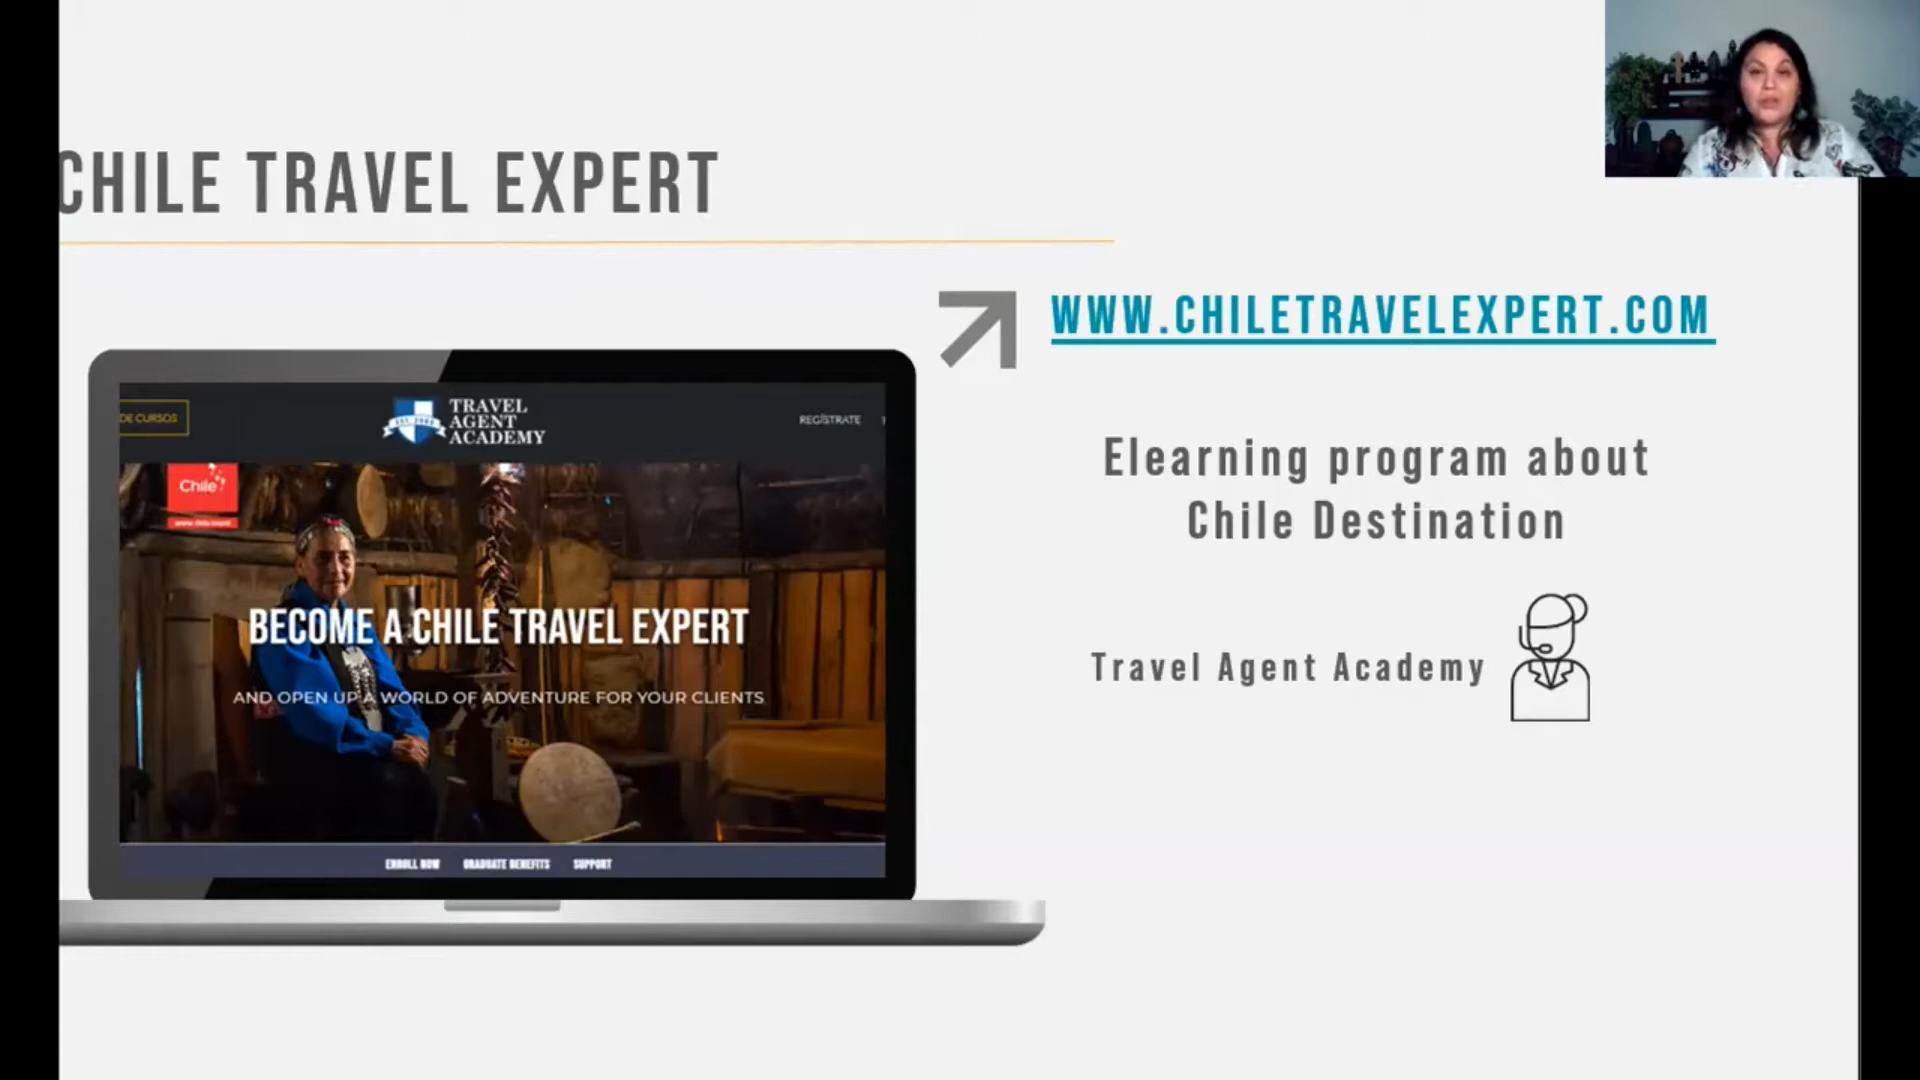 CHILE TRAVEL EXPERT
WWW.CHILETRAVELEXPERT.COM
Elearning program about
Chile Destination
Travel Agent Academy
DE CURSOS
TRAVEL
AGENT
ACADEMY
REGÍSTRATE
Chile
BECOME A CHILE TRAVEL EXPERT
AND OPEN UP A WORLD OF ADVENTURE FOR YOUR CLIENTS
ENROLL NOW GRADUATE BENEFITS SUPPORT